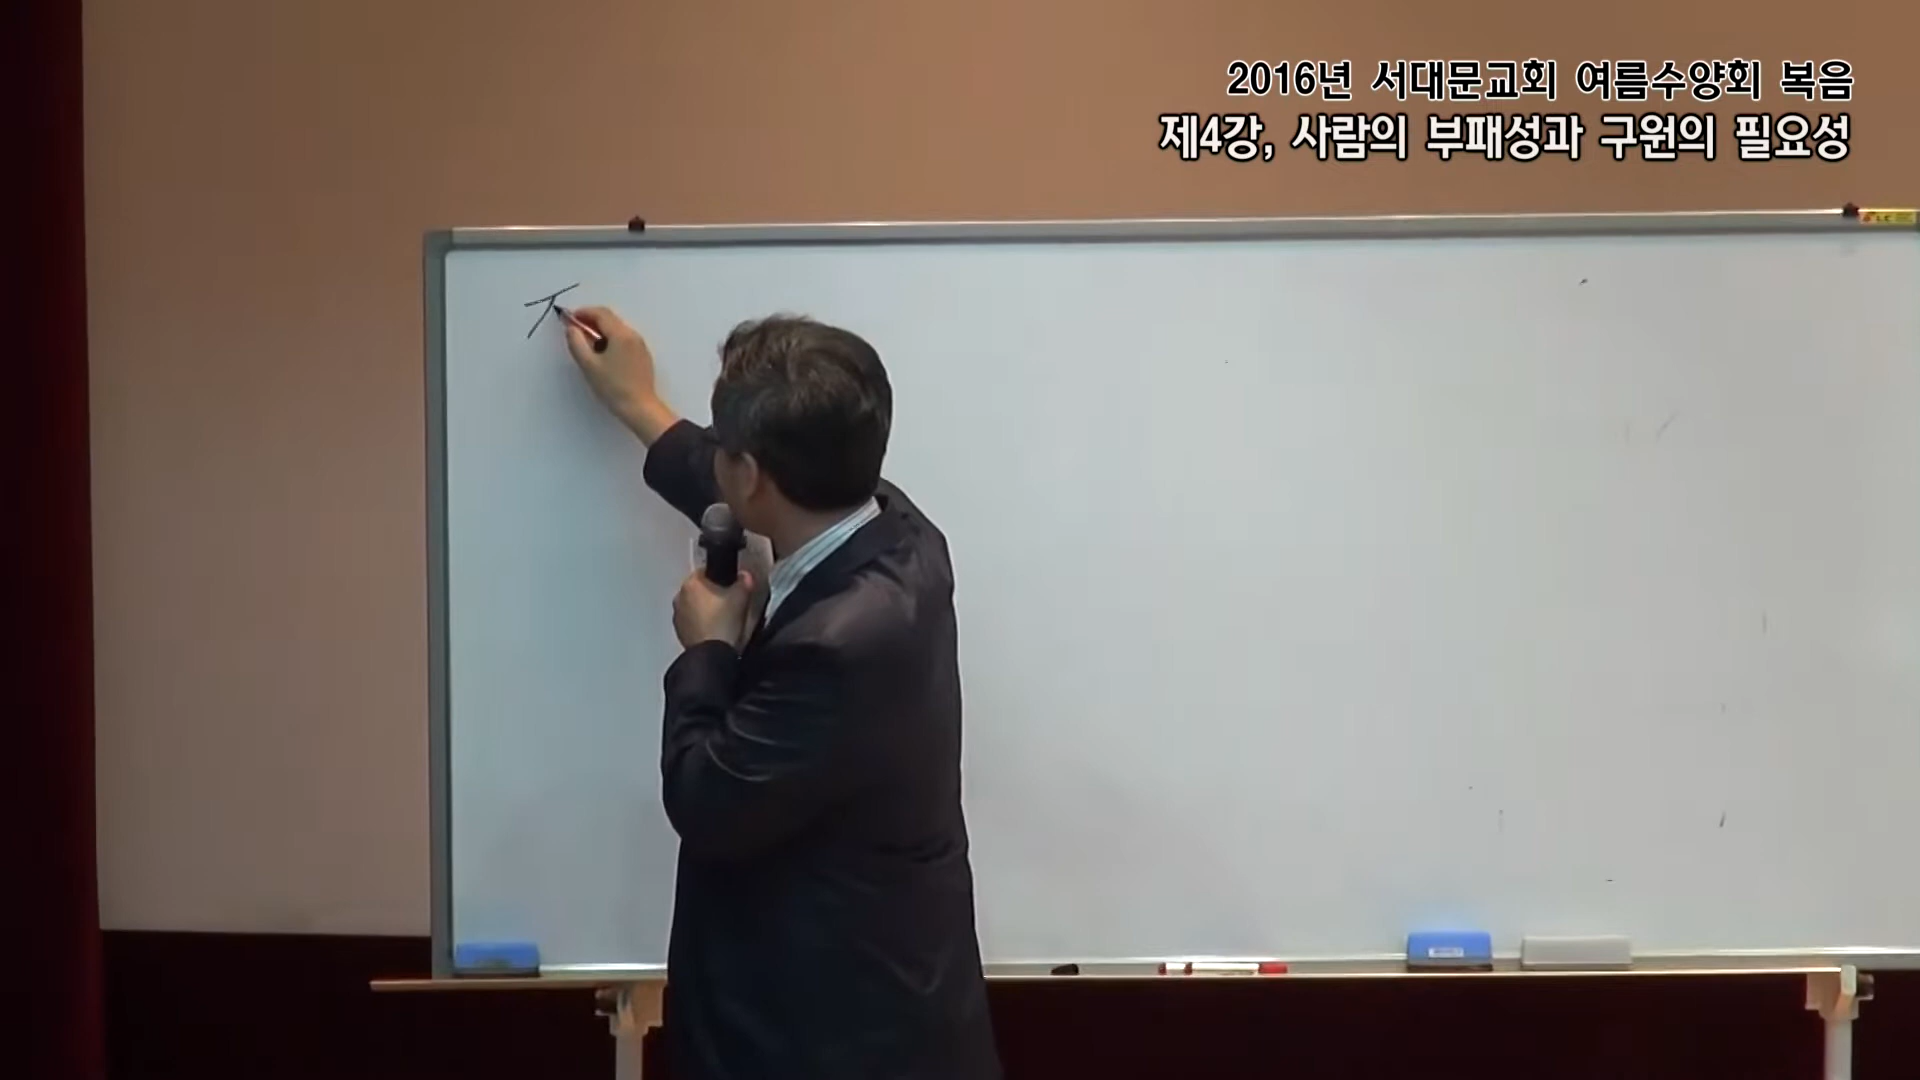 2016년 서대문교회 여름수양회 복음
제4강, 사람의 부패성과 구원의 필요성